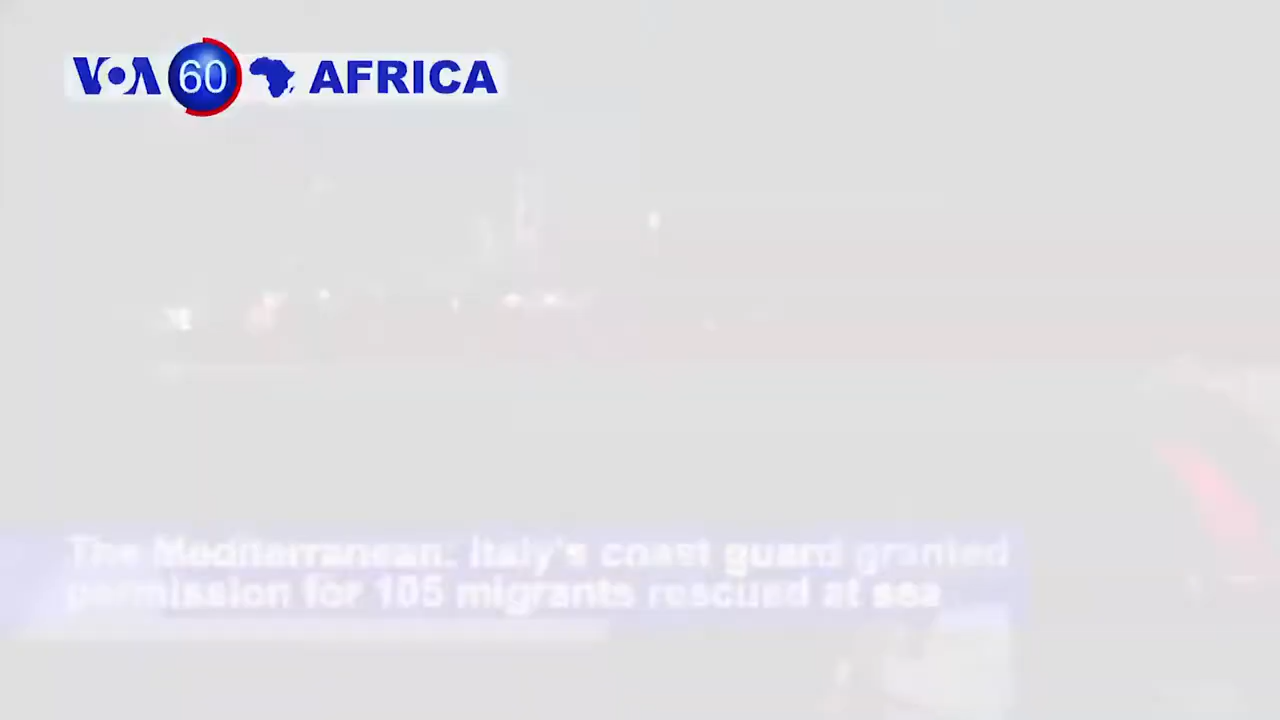 VOA 60 AFRICA
The Mediterranean: Italy's coast guard granted
permission for 105 migrants rescued at sea